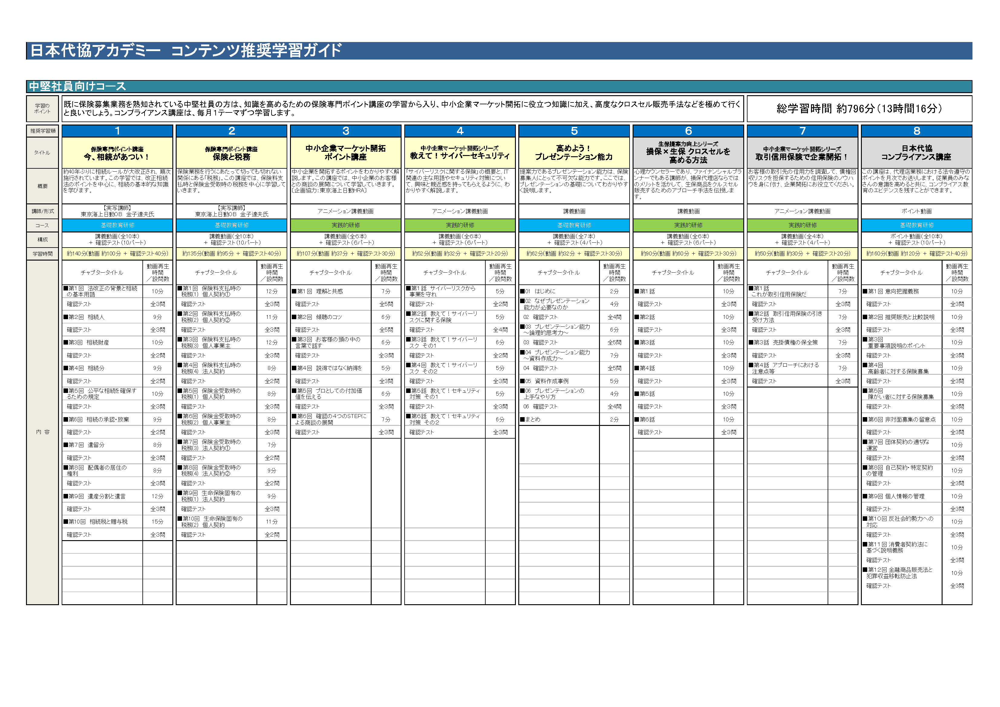 日本代協アカデミー　コンテンツ推奨学習ガイド
中堅社員向けコース
学習の
ポイント
既に保険募集業務を熟知されている中堅社員の方は、知識を高めるための保険専門ポイント講座の学習から入り、中小企業マーケット開拓に役立つ知識に加え、高度なクロスセル販売手法などを極めて行く
と良いでしょう。コンプライアンス講座は、毎月１テーマずつ学習します。
総学習時間 約796分（13時間16分）
推奨学習順
1
2
3
4
5
6
7
8
タイトル
保険専門ポイント講座
今、相続があつい！
保険専門ポイント講座
保険と税務
中小企業マーケット開拓
ポイント講座
中小企業マーケット開拓シリーズ
教えて！サイバーセキュリティ
高めよう！
プレゼンテーション能力
生保提案力向上シリーズ
損保×生保 クロスセルを
高める方法
中小企業マーケット開拓シリーズ
取引信用保険で企業開拓！
日本代協
コンプライアンス講座
概要
約40年ぶりに相続ルールが大改正され、順次
施行されています。この学習では、改正相続
法のポイントを中心に、相続の基本的な知識
を学びます。
保険業務を行うにあたって切っても切れない
関係にある「税務」。この講座では、保険料支
払時と保険金受取時の税務を中心に学習して
いきます。
中小企業を開拓するポイントをわかりやすく解
説します。この講座では、中小企業のお客様
との商談の展開について学習していきます。
〔企画協力：東京海上日動HRA〕
「サイバーリスクに関する保険」の概要と、IT
関連の主な用語やセキュリティ対策につい
て、興味と親近感を持ってもらえるように、わ
かりやすく解説します。
提案力であるプレゼンテーション能力は、保険
募集人にとって不可欠な能力です。ここでは、
プレゼンテーションの基礎についてわかりやす
く説明します。
心理カウンセラーであり、ファイナンシャルプラ
ンナーでもある講師が、損保代理店ならでは
のメリットを活かして、生保商品をクルスセル
販売するためのアプローチ手法を伝授しま
す。
お客様の取引先の信用力を調査して、債権回
収リスクを担保するための信用保険のノウハ
ウを身に付け、企業開拓にお役立てください。
この講座は、代理店業務における法令遵守の
ポイントを月次でお送りします。従業員のみな
さんの意識を高めると共に、コンプライアス教
育のエビデンスを残すことができます。
講師/形式
【実写講師】
東京海上日動OB　金子達夫氏
【実写講師】
東京海上日動OB　金子達夫氏
アニメーション講義動画
アニメーション講義動画
講義動画
講義動画
アニメーション講義動画
ポイント動画
コース
基礎教育研修
基礎教育研修
実践的研修
実践的研修
基礎教育研修
実践的研修
実践的研修
基礎教育研修
構成
講義動画（全10本）
＋ 確認テスト（10パート）
講義動画（全10本）
＋ 確認テスト（10パート）
講義動画（全6本）
＋ 確認テスト（6パート）
講義動画（全6本）
＋ 確認テスト（6パート）
講義動画（全7本）
＋ 確認テスト（4パート）
講義動画（全6本）
＋ 確認テスト（6パート）
講義動画（全4本）
＋ 確認テスト（4パート）
ポイント動画（全10本）
＋ 確認テスト（10パート）
学習時間
約140分（動画 約100分 ＋ 確認テスト40分）
約135分（動画 約95分 ＋ 確認テスト40分）
約107分（動画 約37分 ＋ 確認テスト30分）
約52分（動画 約32分 ＋ 確認テスト20分）
約62分（動画 約32分 ＋ 確認テスト30分）
約90分（動画 約60分 ＋ 確認テスト30分）
約50分（動画 約30分 ＋ 確認テスト20分）
約160分（動画 約120分 ＋ 確認テスト40分）
内 容
チャプタータイトル
動画再生
時間
／設問数
■第1回 法改正の背景と相続
の基本用語
10分
確認テスト 全3問
■第2回 相続人 9分
確認テスト 全3問
■第3回 相続財産 10分
確認テスト 全2問
■第4回 相続分 9分
確認テスト 全2問
■第5回 公平な相続を確保す
るための規定
10分
確認テスト 全3問
■第6回 相続の承認・放棄 9分
確認テスト 全2問
■第7回 遺留分 8分
確認テスト 全3問
■第8回 配偶者の居住の
権利
8分
確認テスト 全3問
■第9回 遺産分割と遺言 12分
確認テスト 全3問
■第10回 相続税と贈与税 15分
確認テスト 全3問
チャプタータイトル
動画再生
時間
／設問数
■第1回 保険料支払時の
税務(1) 個人契約①
12分
確認テスト 全3問
■第2回 保険料支払時の
税務(2) 個人契約②
11分
確認テスト 全3問
■第3回 保険料支払時の
税務(3) 個人事業主
12分
確認テスト 全3問
■第4回 保険料支払時の
税務(4) 法人契約
8分
確認テスト 全2問
■第5回 保険金受取時の
税務(1) 個人契約
8分
確認テスト 全3問
■第6回 保険金受取時の
税務(2) 個人事業主
8分
確認テスト 全3問
■第7回 保険金受取時の
税務(3) 法人契約①
7分
確認テスト 全2問
■第8回 保険金受取時の
税務(4) 法人契約②
9分
確認テスト 全2問
■第9回 生命保険固有の
税務(1) 法人契約
9分
確認テスト 全3問
■第10回 生命保険固有の
税務(2) 個人契約
11分
確認テスト 全2問
チャプタータイトル
動画再生
時間
／設問数
■第1回 理解と共感 7分
確認テスト 全5問
■第2回 傾聴のコツ 6分
確認テスト 全5問
■第3回 お客様の頭の中の
言葉で話す
6分
確認テスト 全3問
■第4回 説得ではなく納得を 5分
確認テスト 全3問
■第5回 プロとしての付加価
値を伝える
6分
確認テスト 全3問
■第6回 確認の4つのSTEPに
よる商談の展開
7分
確認テスト 全3問
チャプタータイトル
動画再生
時間
／設問数
■第1話 サイバーリスクから
事業を守れ
5分
確認テスト 全2問
■第2話 教えて！サイバーリ
スクに関する保険
5分
確認テスト 全4問
■第3話 教えて！サイバーリ
スク その1
6分
確認テスト 全2問
■第4回 教えて！サイバーリ
スク その2
5分
確認テスト 全3問
■第5話 教えて！セキュリティ
対策 その1
5分
確認テスト 全3問
■第6話 教えて！セキュリティ
対策 その2
6分
確認テスト 全3問
チャプタータイトル
動画再生
時間
／設問数
■01 はじめに 2分
■02 なぜプレゼンテーション
能力が必要なのか
4分
02 確認テスト 全4問
■03 プレゼンテーション能力
～論理的思考力～
6分
03 確認テスト 全5問
■04 プレゼンテーション能力
～資料作成力～
7分
04 確認テスト 全5問
■05 資料作成事例 5分
■06 プレゼンテーションの
上手なやり方
4分
06 確認テスト 全4問
■まとめ 2分
チャプタータイトル
動画再生
時間
／設問数
■第1話 10分
確認テスト 全3問
■第2話 10分
確認テスト 全3問
■第3話 10分
確認テスト 全3問
■第4話 10分
確認テスト 全3問
■第5話 10分
確認テスト 全3問
■第6話 10分
確認テスト 全3問
チャプタータイトル
動画再生
時間
／設問数
■第1話
これが取引信用保険だ
7分
確認テスト 全3問
■第2話 取引信用保険の引き
受け方法
7分
確認テスト 全3問
■第3話 売掛債権の保全策 7分
確認テスト 全3問
■第4話 アプローチにおける
注意点等
7分
確認テスト 全3問
チャプタータイトル
動画再生
時間
／設問数
■第1回 意向把握義務 10分
確認テスト 全3問
■第2回 推奨販売と比較説明 10分
確認テスト 全3問
■第3回
重要事項説明のポイント
10分
確認テスト 全3問
■第4回
高齢者に対する保険募集
10分
確認テスト 全3問
■第5回
障がい者に対する保険募集
10分
確認テスト 全3問
■第6回 非対面募集の留意点 10分
確認テスト 全3問
■第7回 団体契約の適切な
運営
10分
確認テスト 全3問
■第8回 自己契約・特定契約
の管理
10分
確認テスト 全3問
■第9回 個人情報の管理 10分
確認テスト 全3問
■第10回 反社会的勢力への
対応
10分
確認テスト 全3問
■第11回 消費者契約法に
基づく説明義務
10分
確認テスト 全3問
■第12回 金融商品販売法と
犯罪収益移転防止法
10分
確認テスト 全3問